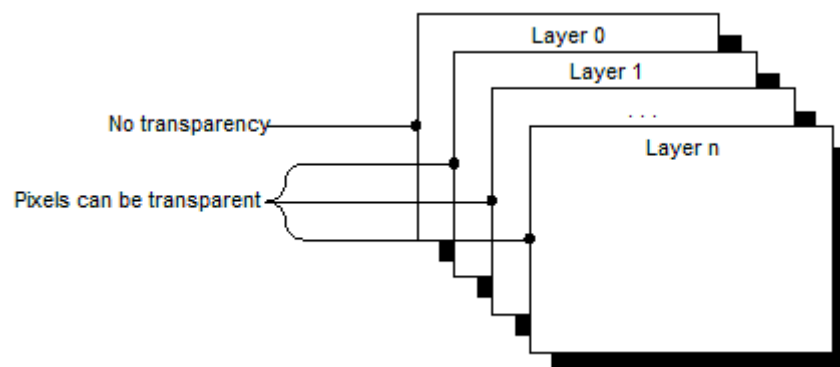 Layer 0
Layer 1
. . .
Layer n
No transparency
Pixels can be transparent